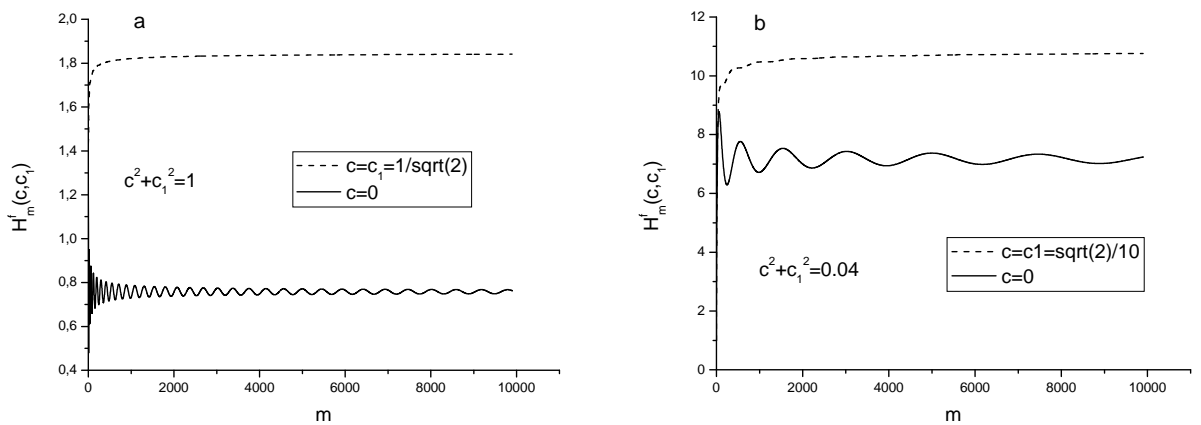 a
2,0
1,8
1,6
1,4
1,2
1,0
0,8
0,6
0,4
0 2000 4000 6000 8000 10000
m
H^f_m(c,c_1)
c=c_1=1/sqrt(2)
c=0
c^2+c_1^2=1
b
12
10
8
6
4
2
0
0 2000 4000 6000 8000 10000
m
H^f_m(c,c_1)
c=c1=sqrt(2)/10
c=0
c^2+c_1^2=0.04